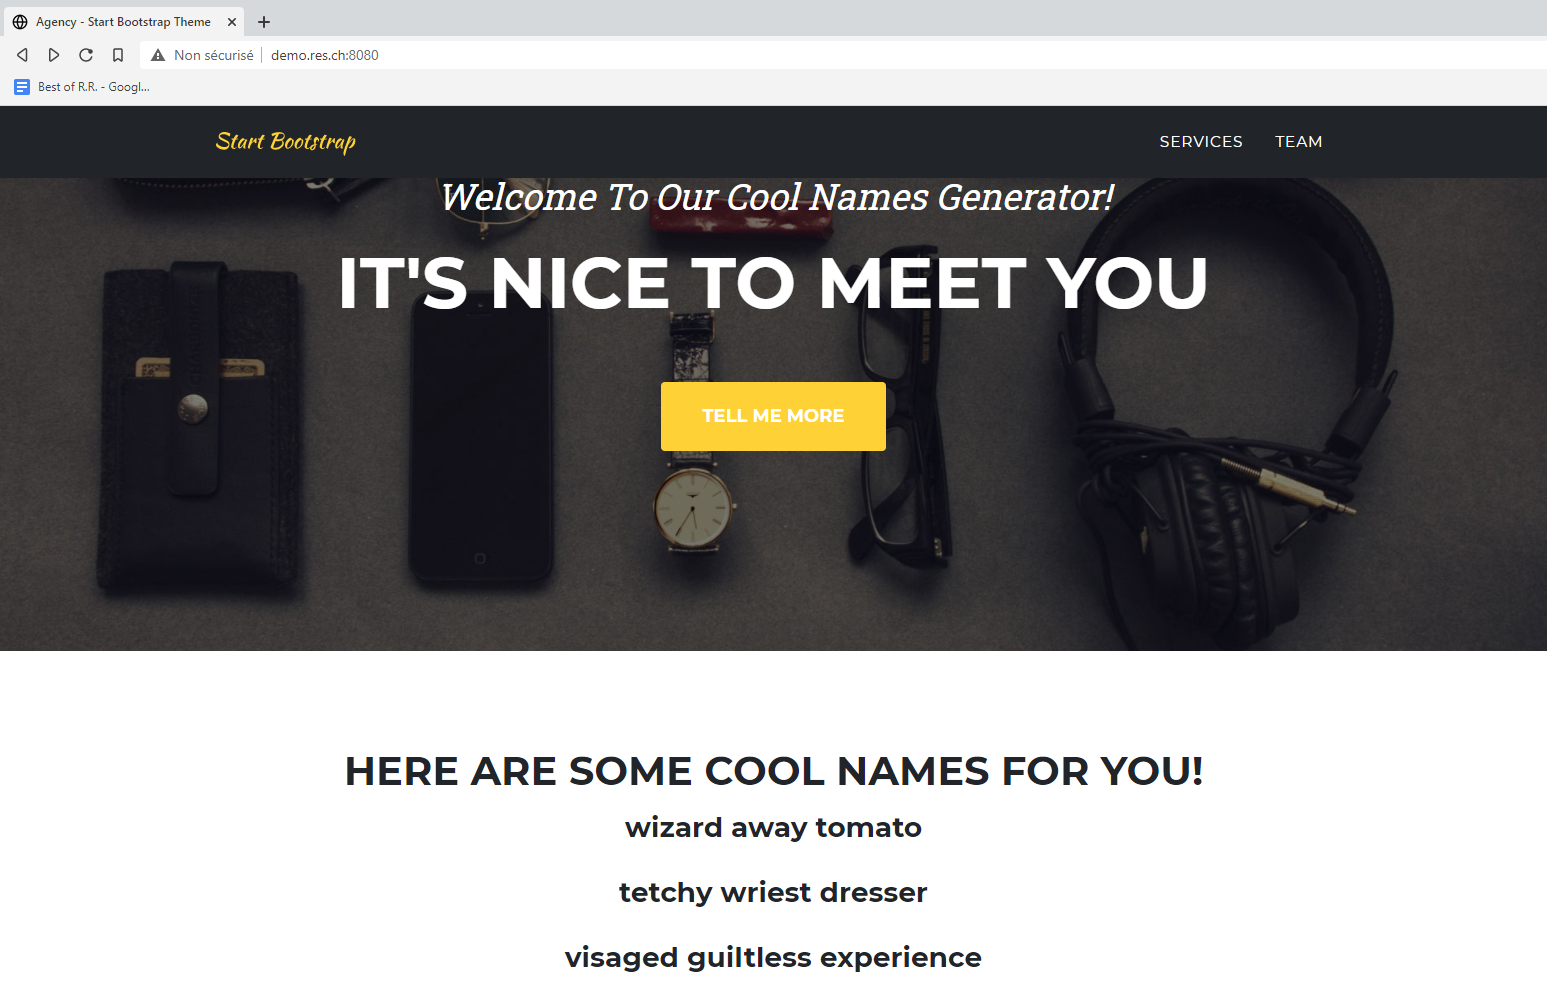 Agency - Start Bootstrap Theme
Non sécurisé demo.res.ch:8080
Best of R.R. - Googl...
Start Bootstrap SERVICES TEAM
Welcome To Our Cool Names Generator!
IT'S NICE TO MEET YOU
TELL ME MORE
HERE ARE SOME COOL NAMES FOR YOU!
wizard away tomato
tetchy wriest dresser
visaged guiltless experience